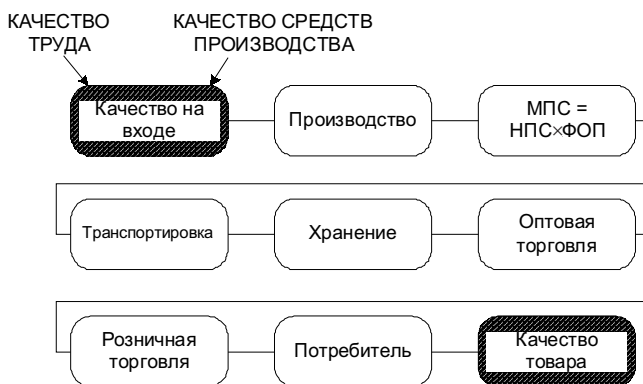 КАЧЕСТВО
ТРУДА
КАЧЕСТВО СРЕДСТВ
ПРОИЗВОДСТВА
Качество на
входе
Производство
МПС =
НПС×ФОП
Транспортировка
Хранение
Оптовая
торговля
Розничная
торговля
Потребитель
Качество
товара